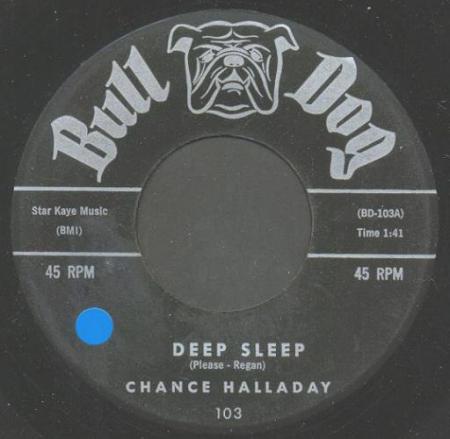 Bull Dog
Star Kaye Music
(BMI)
(BD-103A)
Time 1:41
45 RPM
45 RPM
DEEP SLEEP
(Please - Regan)
CHANCE HALLADAY
103